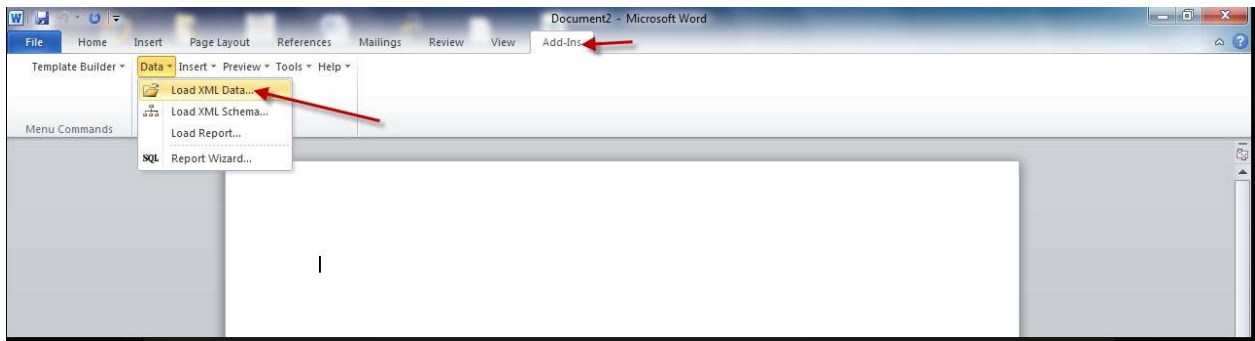 W Document2 - Microsoft Word
File Home Insert Page Layout References Mailings Review View Add-Ins
Template Builder Data Insert Preview Tools Help
Load XML Data...
Load XML Schema...
Menu Commands
Load Report...
SQL Report Wizard...